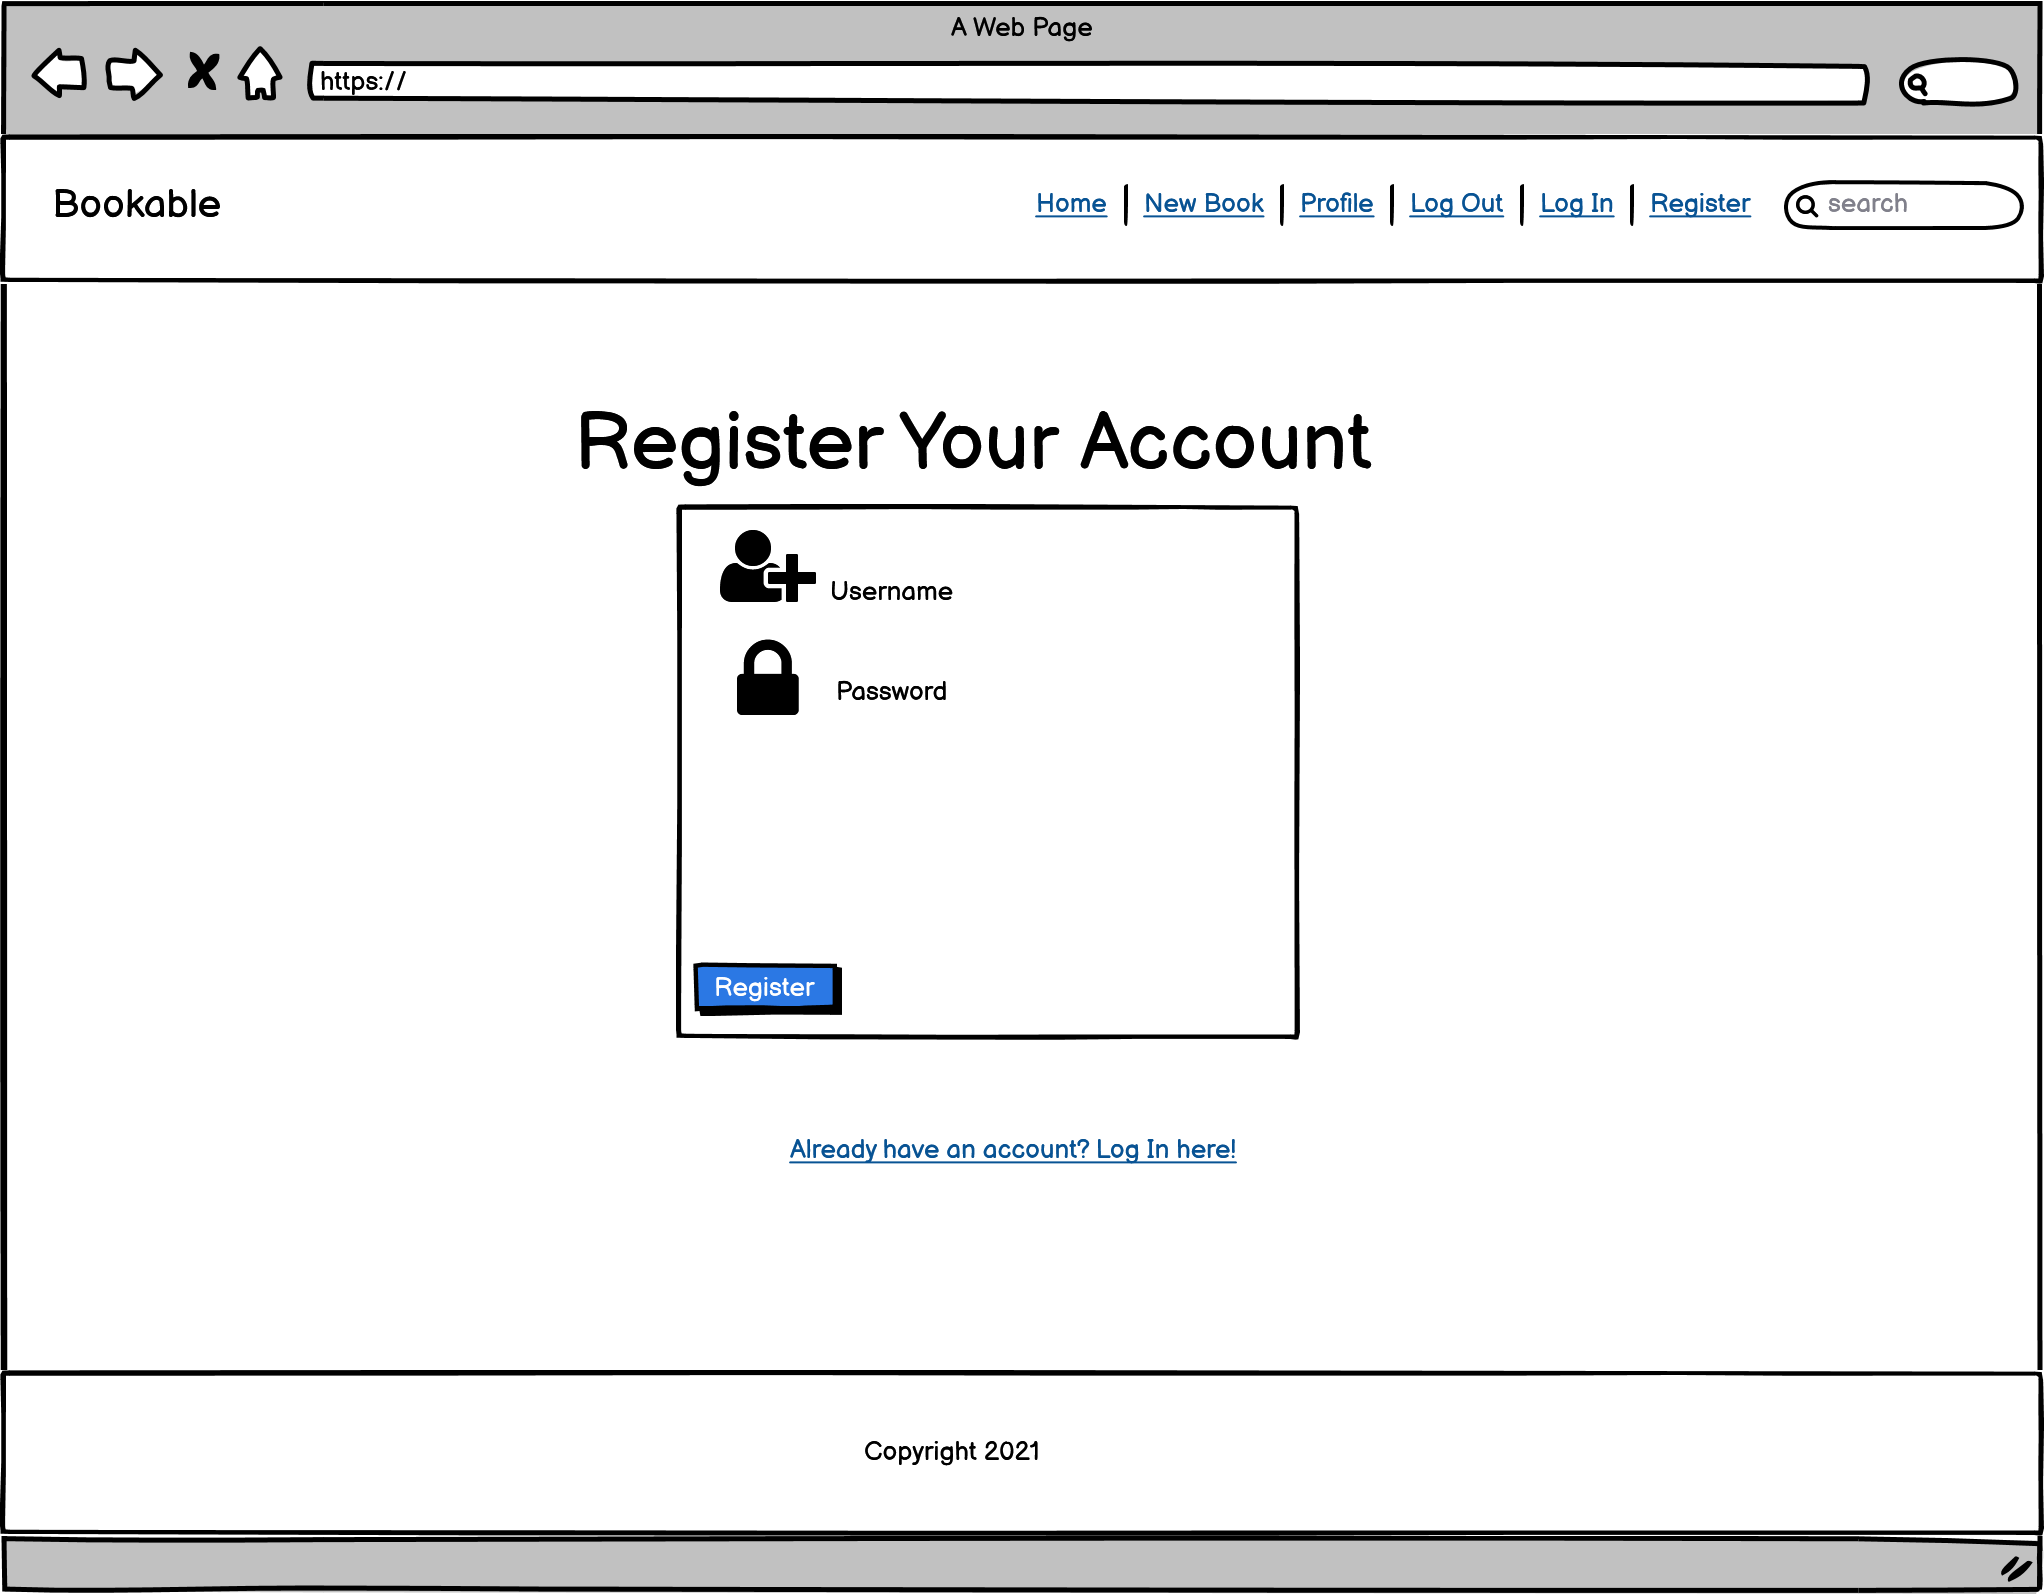 A Web Page
https://
Bookable
Home | New Book | Profile | Log Out | Log In | Register
search
Register Your Account
Username
Password
Register
Already have an account? Log In here!
Copyright 2021